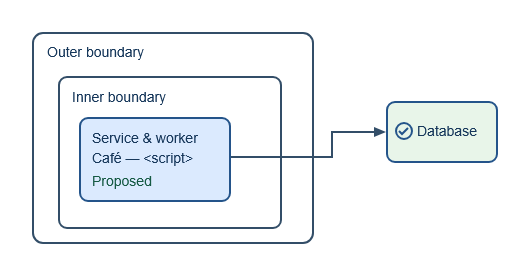 Outer boundary
Inner boundary
Service & worker
Café — <script>
Proposed
Database